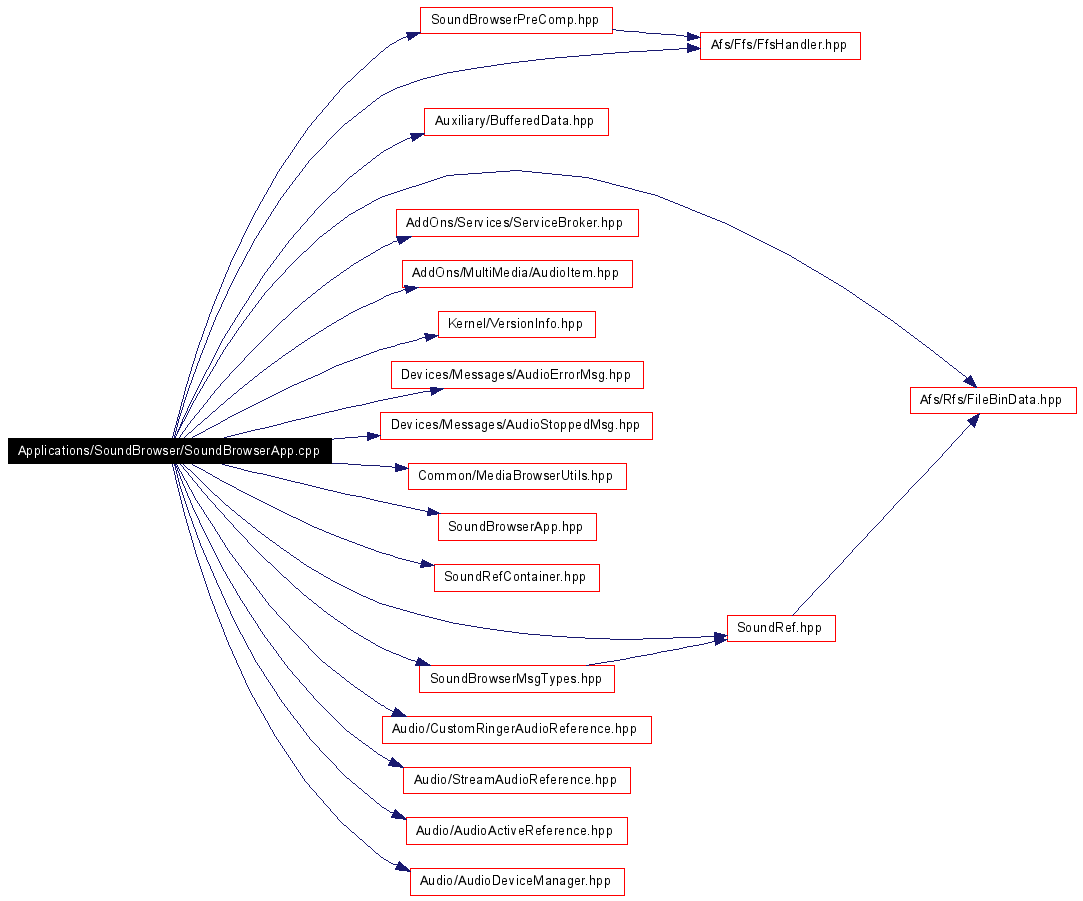 SoundBrowserPreComp.hpp
Afs/Ffs/FfsHandler.hpp
Auxiliary/BufferedData.hpp
AddOns/Services/ServiceBroker.hpp
AddOns/MultiMedia/AudioItem.hpp
Kernel/VersionInfo.hpp
Devices/Messages/AudioErrorMsg.hpp
Afs/Rfs/FileBinData.hpp
Devices/Messages/AudioStoppedMsg.hpp
Applications/SoundBrowser/SoundBrowserApp.cpp
Common/MediaBrowserUtils.hpp
SoundBrowserApp.hpp
SoundRefContainer.hpp
SoundRef.hpp
SoundBrowserMsgTypes.hpp
Audio/CustomRingerAudioReference.hpp
Audio/StreamAudioReference.hpp
Audio/AudioActiveReference.hpp
Audio/AudioDeviceManager.hpp